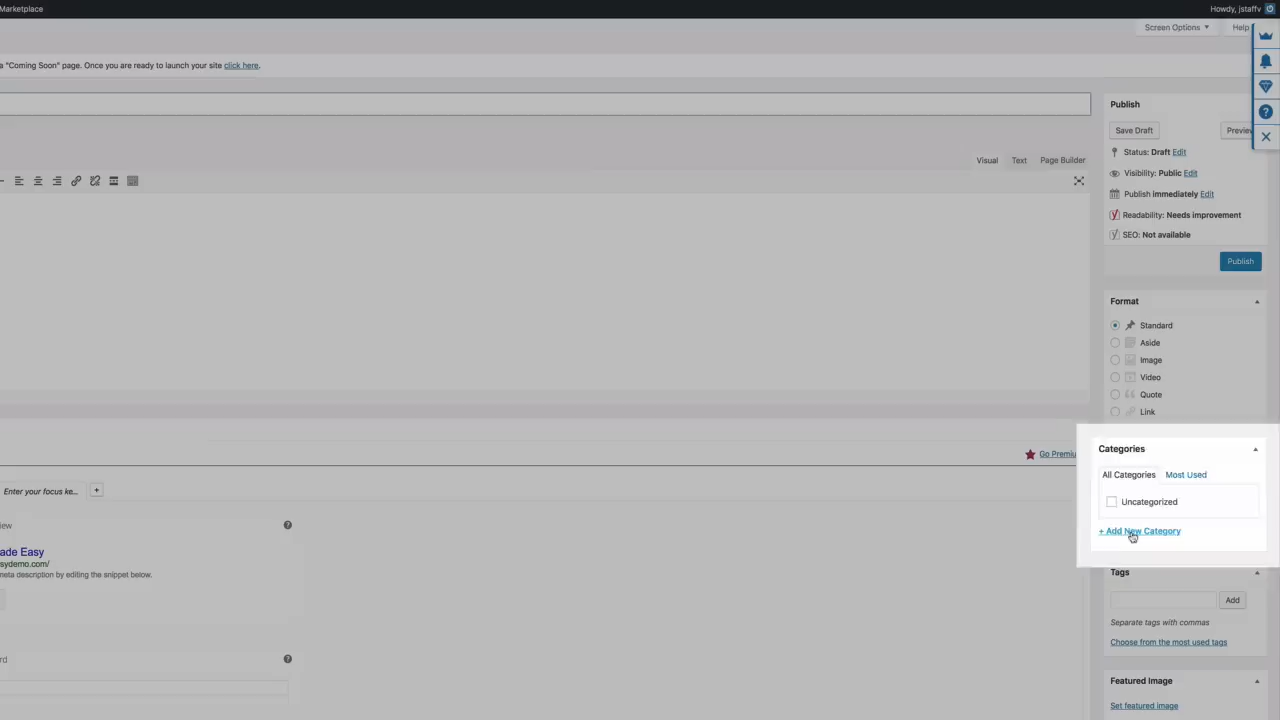 Marketplace
Howdy, jstaffv
Screen Options
Help
a "Coming Soon" page. Once you are ready to launch your site click here.
Publish
Save Draft
Preview
Visual
Text
Page Builder
Status: Draft Edit
Visibility: Public Edit
Publish immediately Edit
Readability: Needs improvement
SEO: Not available
Publish
Format
Standard
Aside
Image
Video
Quote
Link
Categories
Go Premiu
All Categories
Most Used
Enter your focus ke...
+
Uncategorized
+ Add New Category
ew
ade Easy
sydemo.com/
meta description by editing the snippet below.
Tags
Add
Separate tags with commas
Choose from the most used tags
rd
Featured Image
Set featured image